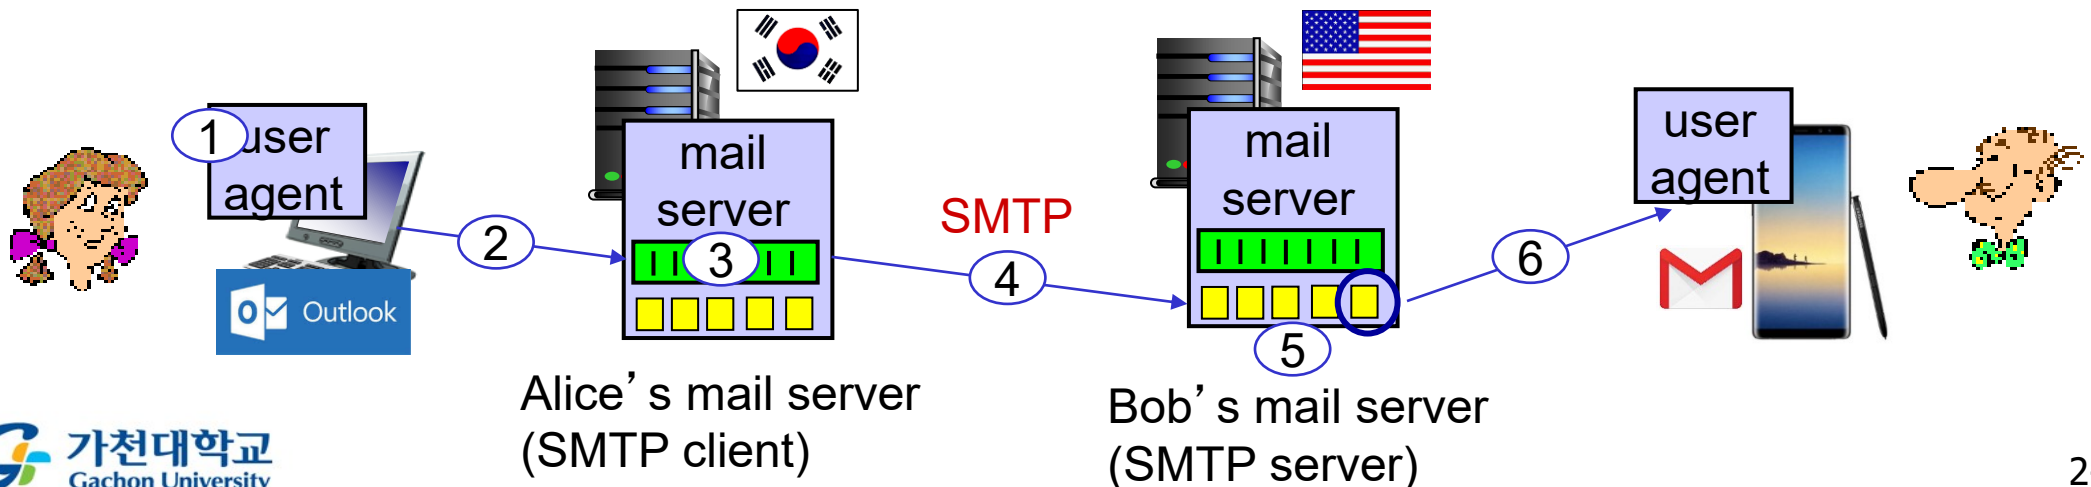 1
user
agent
Outlook
2
mail
server
3
Alice’s mail server
(SMTP client)
SMTP
4
mail
server
5
Bob’s mail server
(SMTP server)
6
user
agent
가천대학교
Gachon University